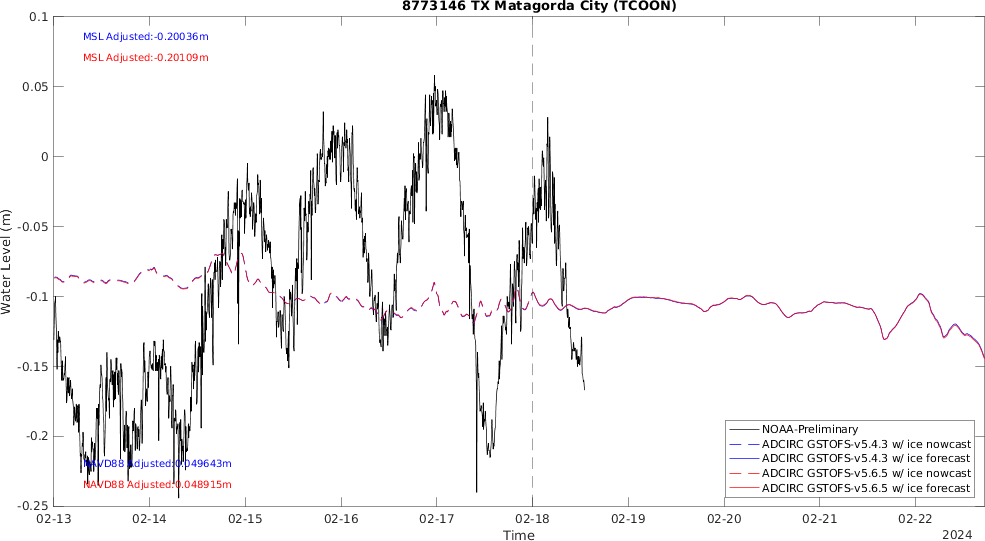 8773146 TX Matagorda City (TCOON)
MSL Adjusted:-0.20036m
MSL Adjusted:-0.20109m
0.1
0.05
0
-0.05
-0.1
-0.15
-0.2
-0.25
Water Level (m)
NAVD88 Adjusted:0.049643m
NAVD88 Adjusted:0.048915m
NOAA-Preliminary
ADCIRC GSTOFS-v5.4.3 w/ ice nowcast
ADCIRC GSTOFS-v5.4.3 w/ ice forecast
ADCIRC GSTOFS-v5.6.5 w/ ice nowcast
ADCIRC GSTOFS-v5.6.5 w/ ice forecast
02-13 02-14 02-15 02-16 02-17 02-18 02-19 02-20 02-21 02-22
Time
2024